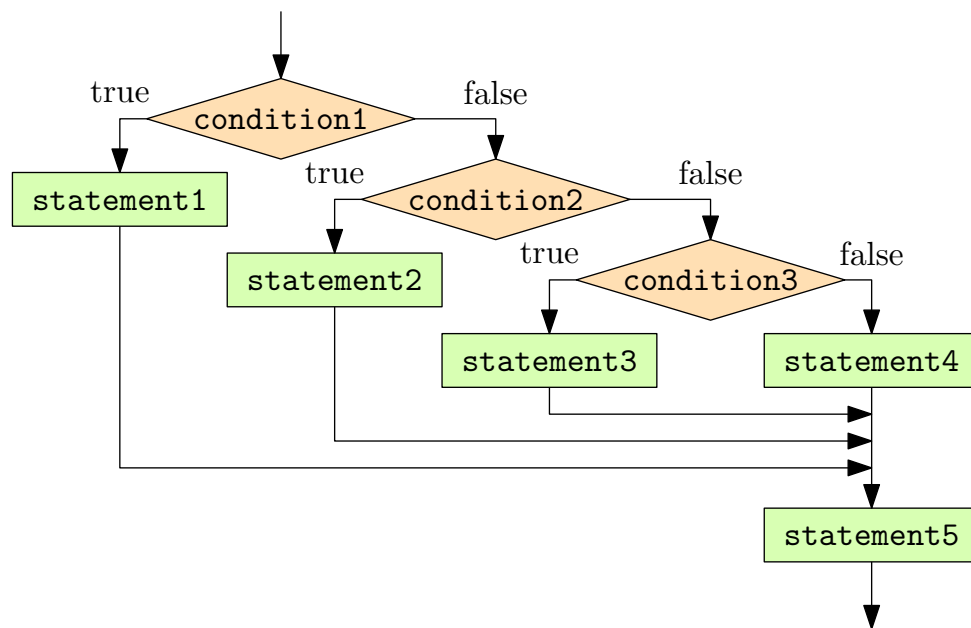 true
false
condition1
true
false
statement1
condition2
true
false
statement2
condition3
statement3
statement4
statement5